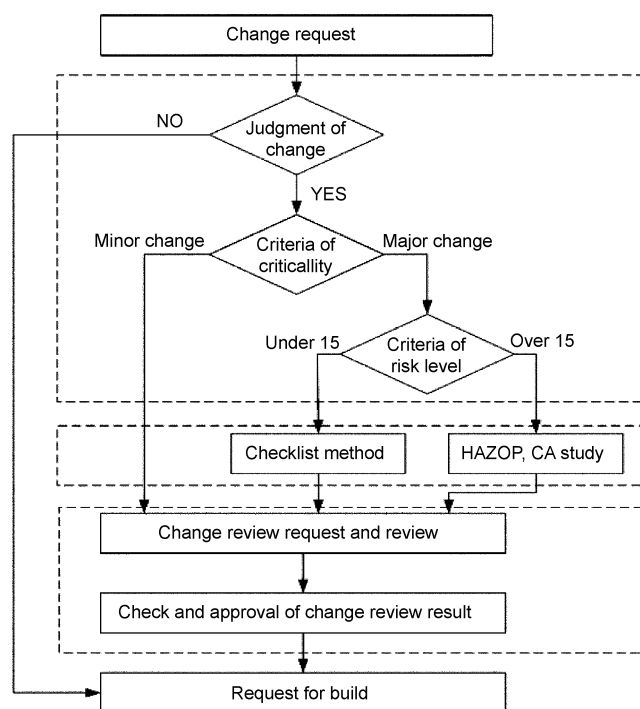 Change request
NO
Judgment of
change
YES
Minor change
Criteria of
criticallity
Major change
Under 15
Criteria of
risk level
Over 15
Checklist method
HAZOP, CA study
Change review request and review
Check and approval of change review result
Request for build